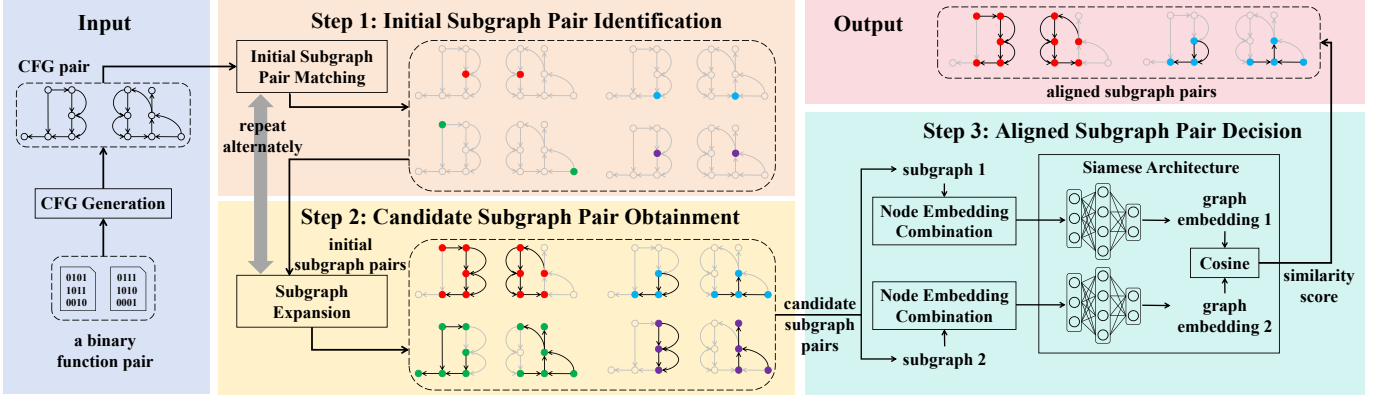 Input
CFG pair
CFG Generation
0101
1011
0010
0111
1010
0001
a binary
function pair
Step 1: Initial Subgraph Pair Identification
Initial Subgraph
Pair Matching
repeat
alternately
Step 2: Candidate Subgraph Pair Obtainment
initial
subgraph pairs
Subgraph
Expansion
candidate
subgraph
pairs
Output
aligned subgraph pairs
Step 3: Aligned Subgraph Pair Decision
subgraph 1
Node Embedding
Combination
Node Embedding
Combination
subgraph 2
Siamese Architecture
graph
embedding 1
Cosine
graph
embedding 2
similarity
score